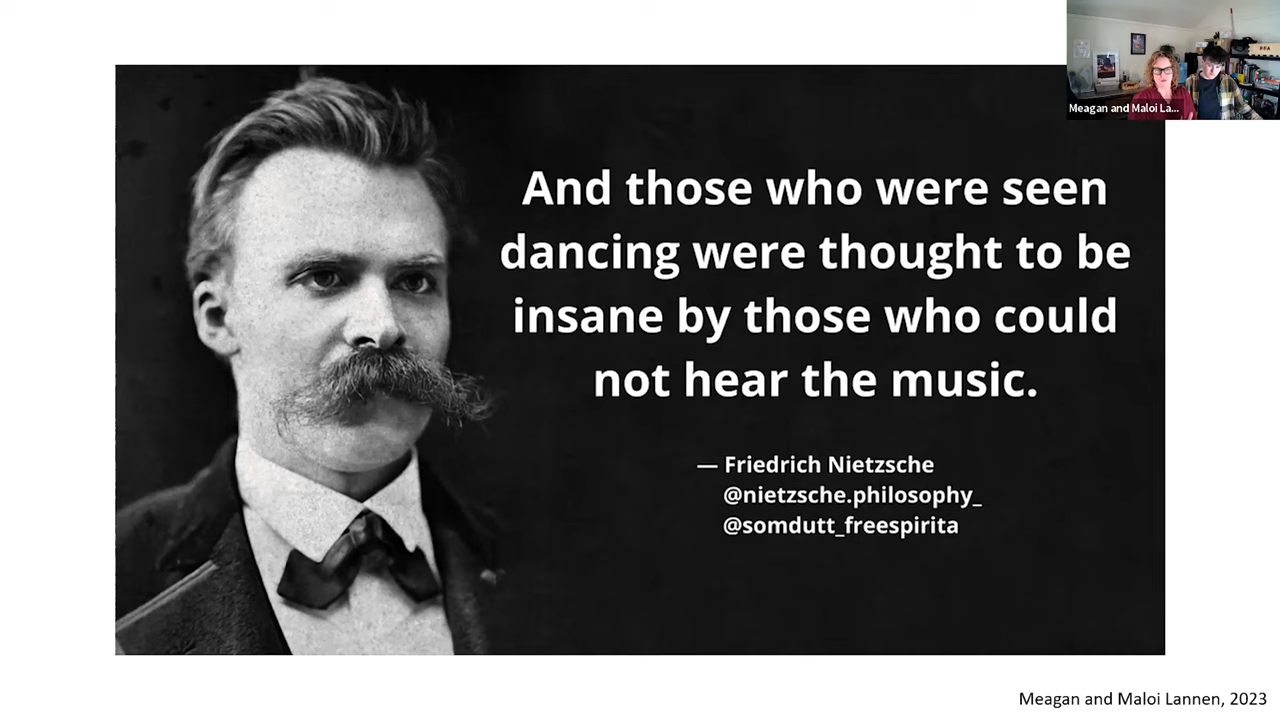 Meagan and Maloi La...
And those who were seen
dancing were thought to be
insane by those who could
not hear the music.
— Friedrich Nietzsche
@nietzsche.philosophy_
@somdutt_freespirita
Meagan and Maloi Lannen, 2023